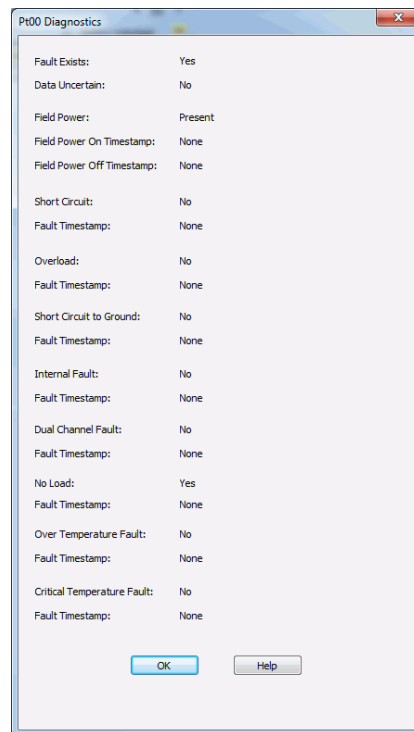 Pt00 Diagnostics
Fault Exists: Yes
Data Uncertain: No
Field Power: Present
Field Power On Timestamp: None
Field Power Off Timestamp: None
Short Circuit: No
Fault Timestamp: None
Overload: No
Fault Timestamp: None
Short Circuit to Ground: No
Fault Timestamp: None
Internal Fault: No
Fault Timestamp: None
Dual Channel Fault: No
Fault Timestamp: None
No Load: Yes
Fault Timestamp: None
Over Temperature Fault: No
Fault Timestamp: None
Critical Temperature Fault: No
Fault Timestamp: None
OK Help